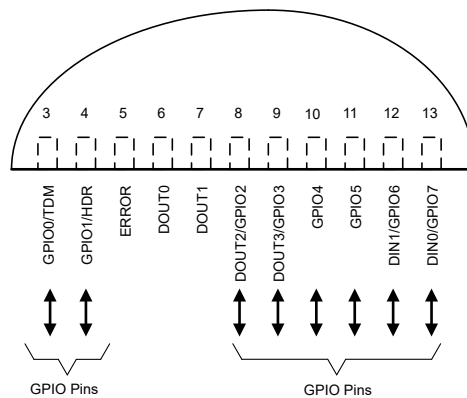 3 4 5 6 7 8 9 10 11 12 13
GPIO0/TDM
GPIO1/HDR
ERROR
DOUT0
DOUT1
DOUT2/GPIO2
DOUT3/GPIO3
GPIO4
GPIO5
DIN1/GPIO6
DIN0/GPIO7
GPIO Pins
GPIO Pins